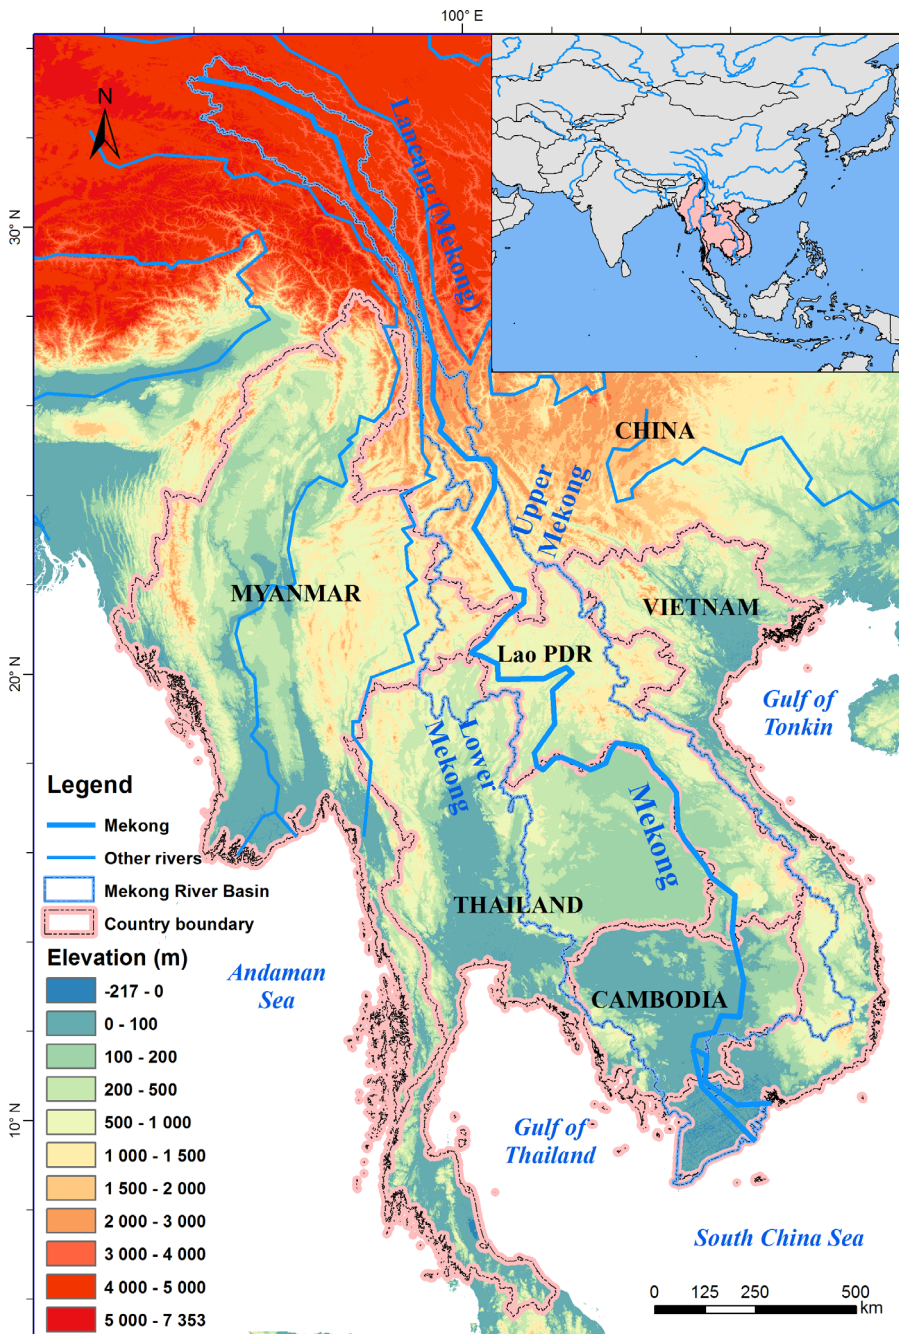 100° E
N
Lancang (Mekong)
30° N
CHINA
Upper
Mekong
MYANMAR
VIETNAM
Lao PDR
20° N
Gulf of
Tonkin
Lower
Mekong
Mekong
THAILAND
CAMBODIA
Andaman
Sea
10° N
Gulf of
Thailand
South China Sea
Legend
Mekong
Other rivers
Mekong River Basin
Country boundary
Elevation (m)
-217 - 0
0 - 100
100 - 200
200 - 500
500 - 1 000
1 000 - 1 500
1 500 - 2 000
2 000 - 3 000
3 000 - 4 000
4 000 - 5 000
5 000 - 7 353
0 125 250 500
km